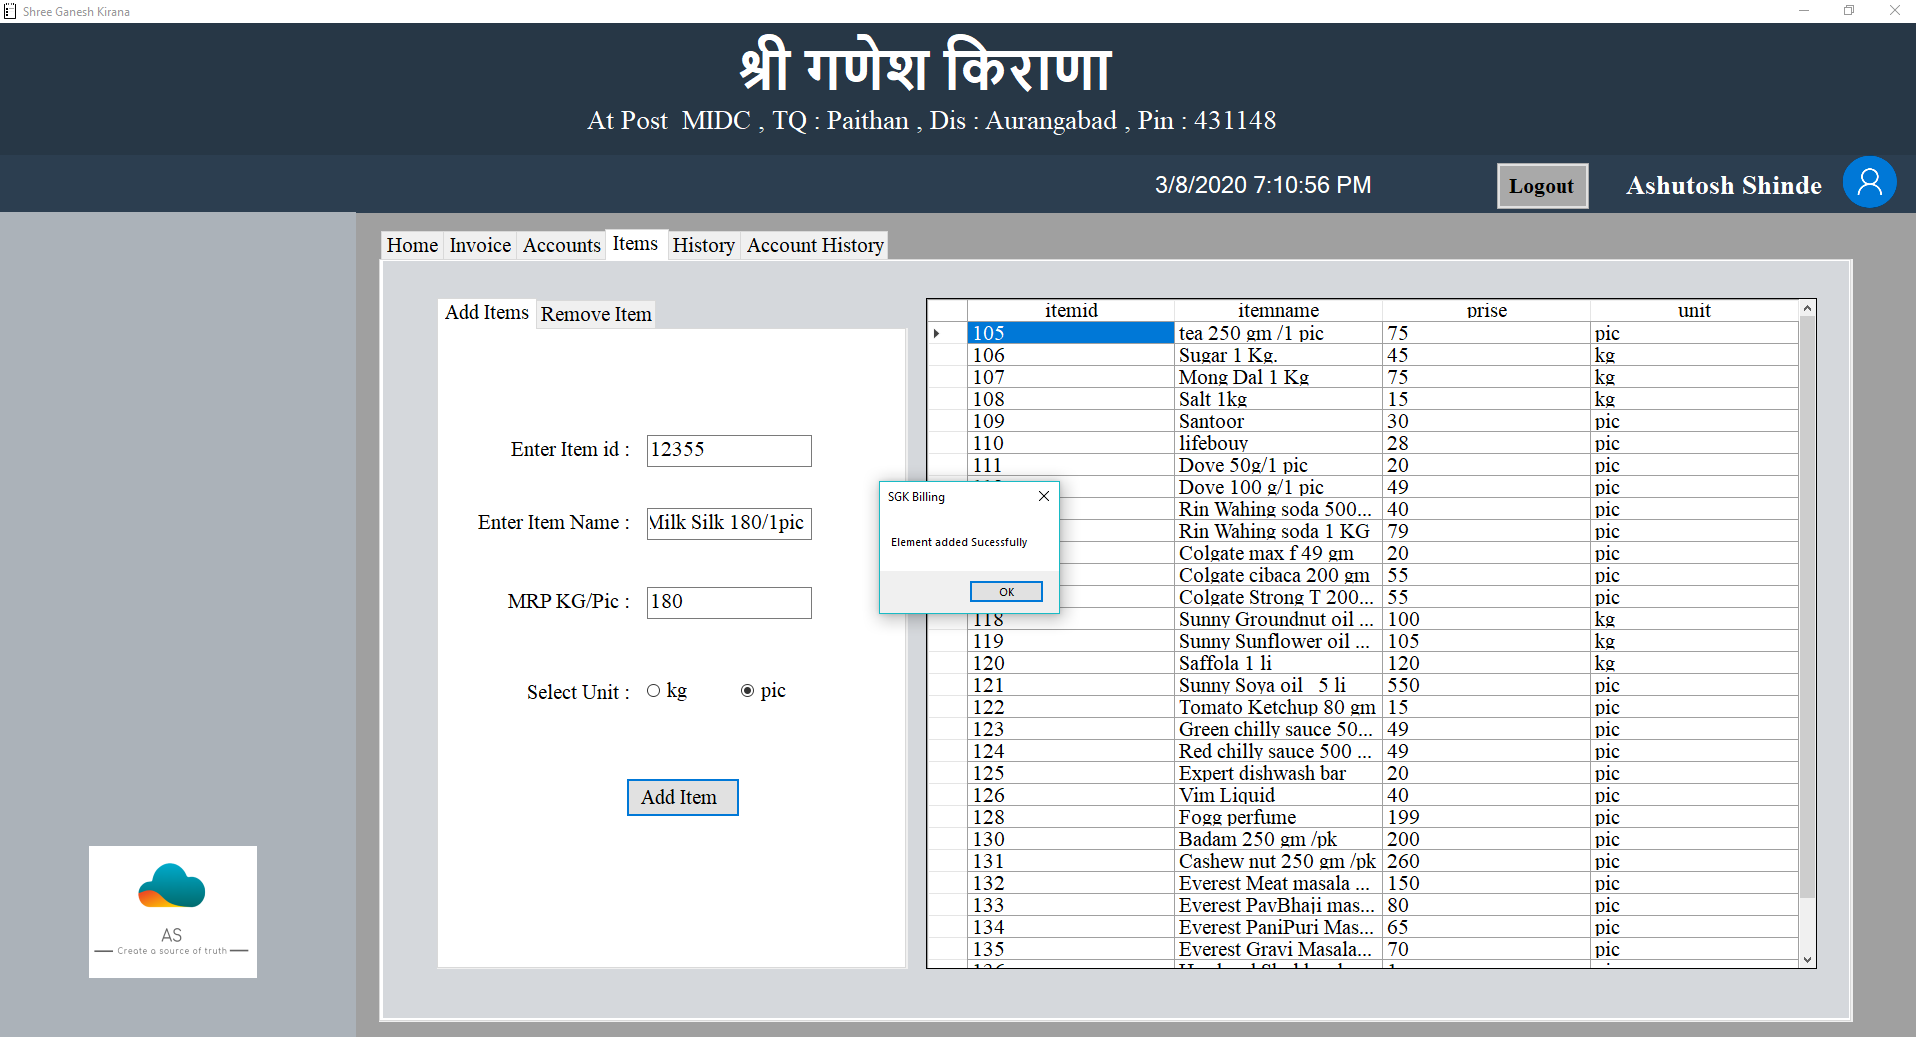 Shree Ganesh Kirana
श्री गणेश किराणा
At Post MIDC , TQ : Paithan , Dis : Aurangabad , Pin : 431148
3/8/2020 7:10:56 PM Logout Ashutosh Shinde
Home Invoice Accounts Items History Account History
Add Items Remove Item
Enter Item id : 12355
Enter Item Name : Milk Silk 180/1pic
MRP KG/Pic : 180
Select Unit : kg pic
Add Item
AS
Create a source of truth
SGK Billing
Element added Sucessfully
OK
itemid itemname prise unit
105 tea 250 gm /1 pic 75 pic
106 Sugar 1 Kg. 45 kg
107 Mong Dal 1 Kg 75 kg
108 Salt 1kg 15 kg
109 Santoor 30 pic
110 lifebouy 28 pic
111 Dove 50g/1 pic 20 pic
Dove 100 g/1 pic 49 pic
Rin Wahing soda 500... 40 pic
Rin Wahing soda 1 KG 79 pic
Colgate max f 49 gm 20 pic
Colgate cibaca 200 gm 55 pic
Colgate Strong T 200... 55 pic
118 Sunny Groundnut oil ... 100 kg
119 Sunny Sunflower oil ... 105 kg
120 Saffola 1 li 120 kg
121 Sunny Soya oil 5 li 550 pic
122 Tomato Ketchup 80 gm 15 pic
123 Green chilly sauce 50... 49 pic
124 Red chilly sauce 500 ... 49 pic
125 Expert dishwash bar 20 pic
126 Vim Liquid 40 pic
128 Fogg perfume 199 pic
130 Badam 250 gm /pk 200 pic
131 Cashew nut 250 gm /pk 260 pic
132 Everest Meat masala ... 150 pic
133 Everest PavBhaji mas... 80 pic
134 Everest PaniPuri Mas... 65 pic
135 Everest Gravi Masala... 70 pic